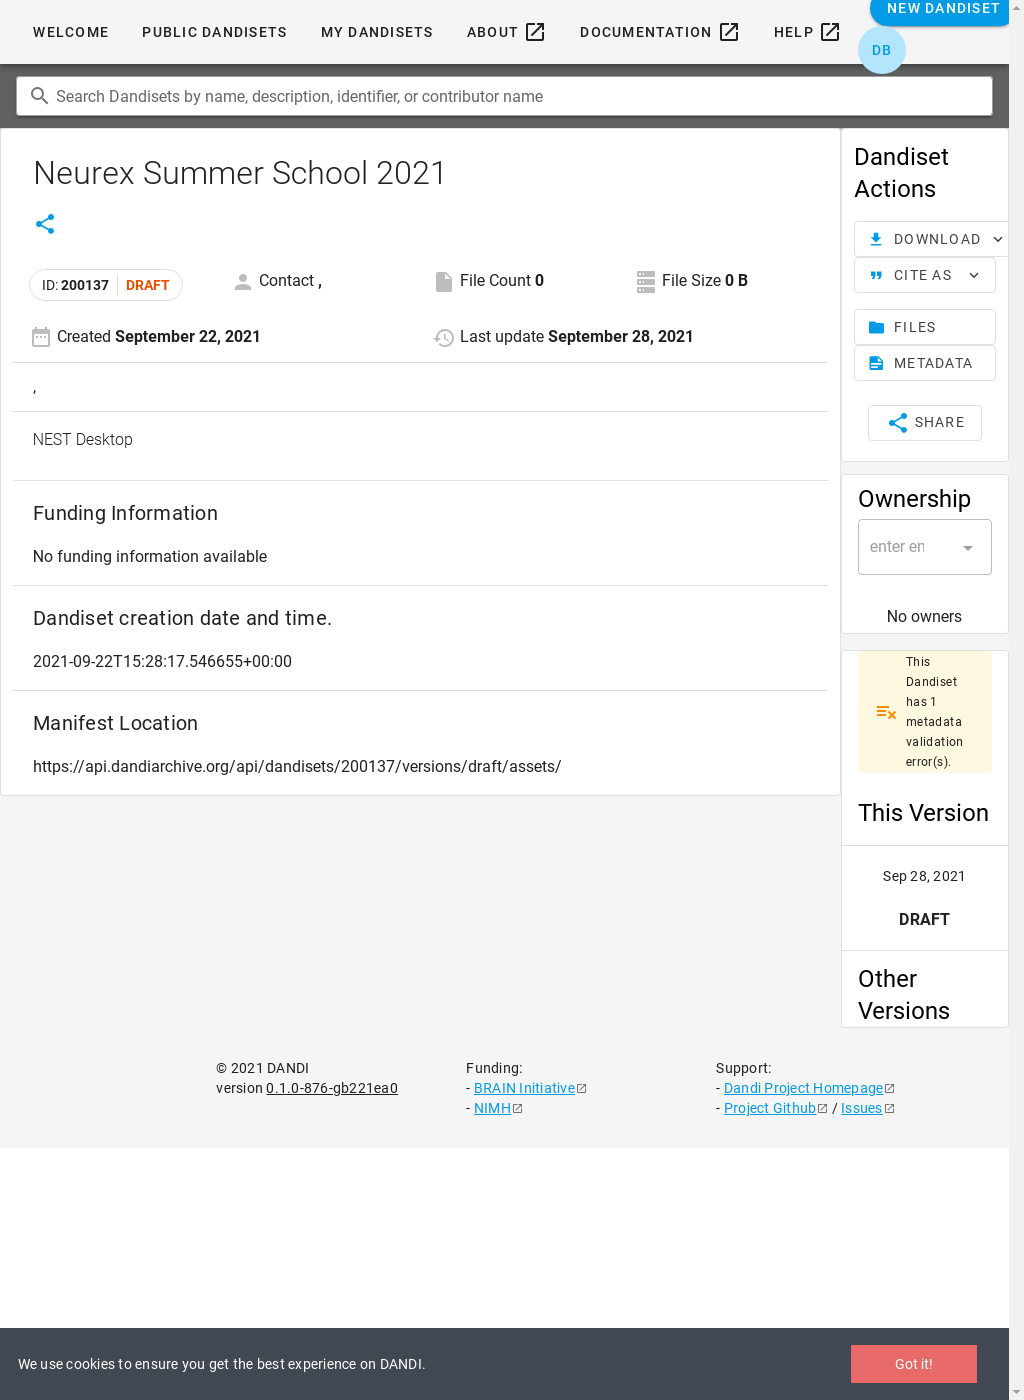 NEW DANDISET
WELCOME PUBLIC DANDISETS MY DANDISETS ABOUT DOCUMENTATION HELP
DB
Search Dandisets by name, description, identifier, or contributor name
Neurex Summer School 2021
ID: 200137 DRAFT
Contact ,
File Count 0
File Size 0 B
Created September 22, 2021
Last update September 28, 2021
,
NEST Desktop
Funding Information
No funding information available
Dandiset creation date and time.
2021-09-22T15:28:17.546655+00:00
Manifest Location
https://api.dandiarchive.org/api/dandisets/200137/versions/draft/assets/
Dandiset
Actions
DOWNLOAD
CITE AS
FILES
METADATA
SHARE
Ownership
enter en
No owners
This
Dandiset
has 1
metadata
validation
error(s).
This Version
Sep 28, 2021
DRAFT
Other
Versions
© 2021 DANDI
version 0.1.0-876-gb221ea0
Funding:
- BRAIN Initiative
- NIMH
Support:
- Dandi Project Homepage
- Project Github / Issues
We use cookies to ensure you get the best experience on DANDI.
Got it!